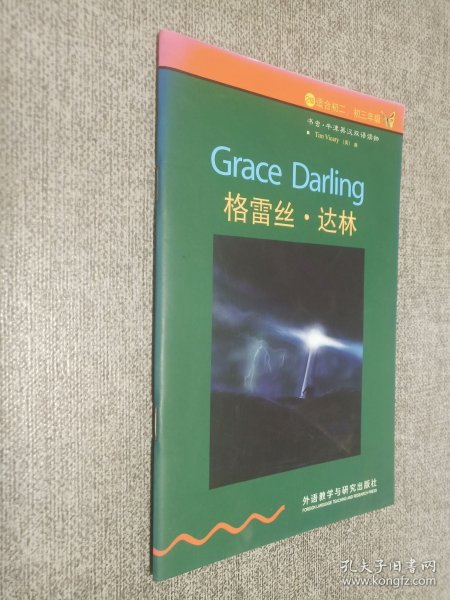 2级 适合初二、初三年级
书虫·牛津英汉双语读物
Tim Vicary (英) 著
Grace Darling
格雷丝·达林
外语教学与研究出版社
FOREIGN LANGUAGE TEACHING AND RESEARCH PRESS
孔夫子旧书网
www.kongfz.com